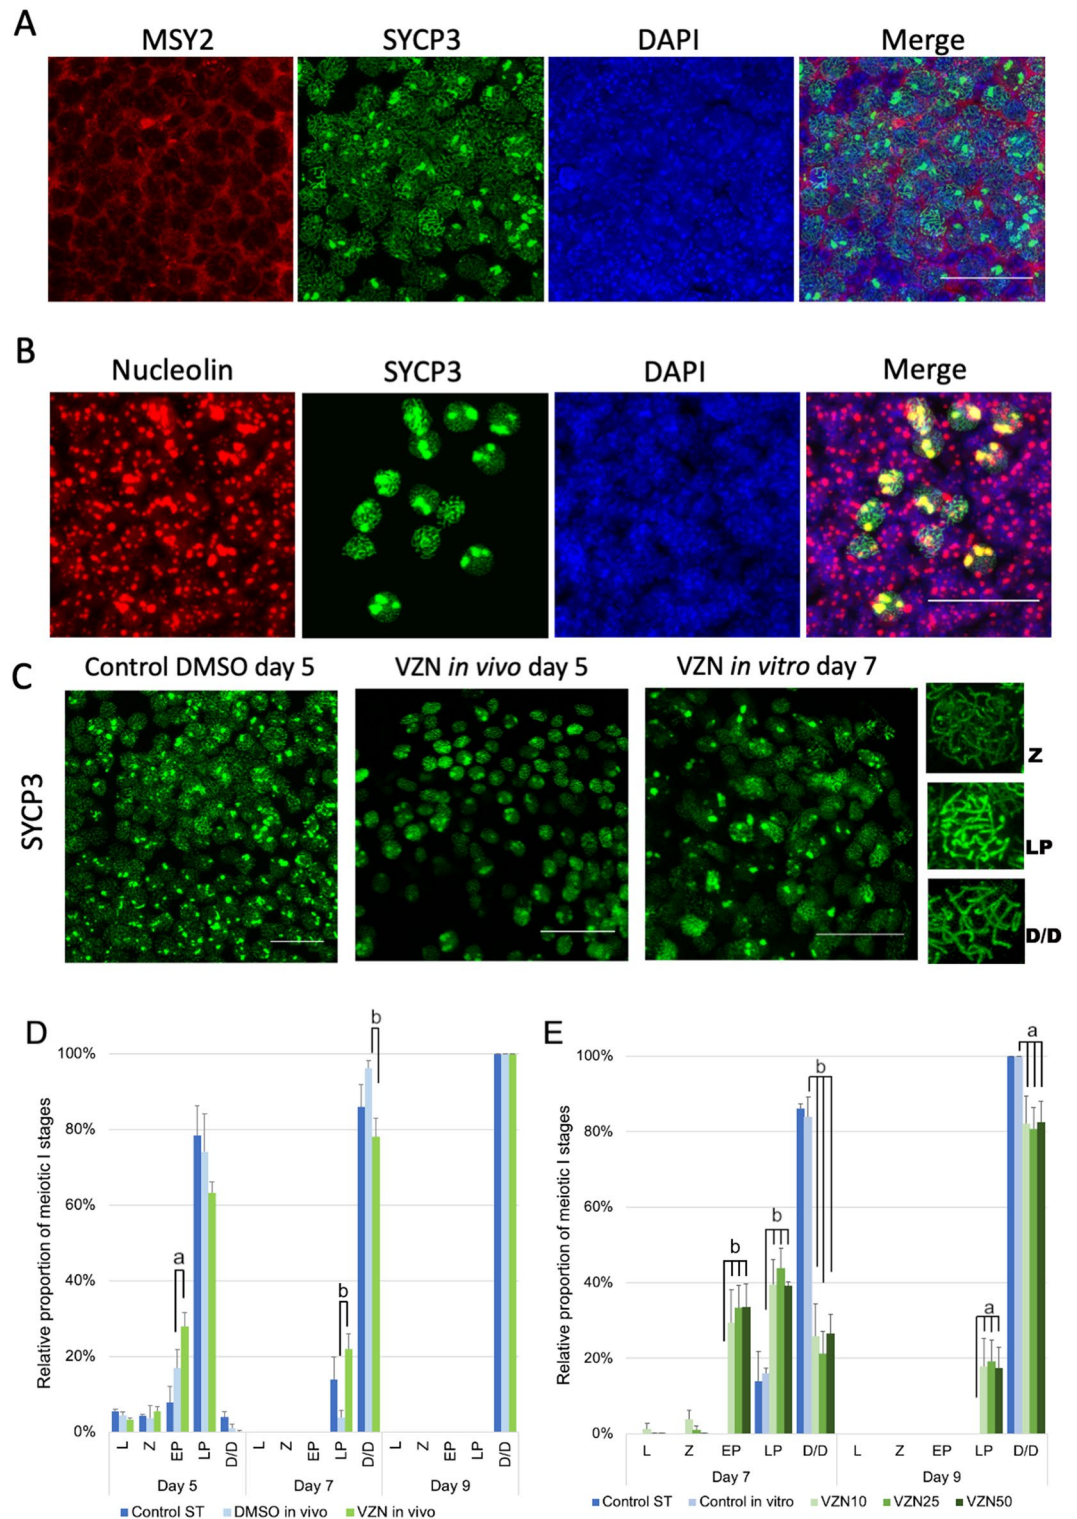 A
MSY2 SYCP3 DAPI Merge
B
Nucleolin SYCP3 DAPI Merge
C
Control DMSO day 5 VZN in vivo day 5 VZN in vitro day 7
SYCP3
Z
LP
D/D
D
Relative proportion of meiotic I stages
100%
80%
60%
40%
20%
0%
a
b
b
L Z EP LP D/D L Z EP LP D/D L Z EP LP D/D
Day 5 Day 7 Day 9
Control ST DMSO in vivo VZN in vivo
E
Relative proportion of meiotic I stages
100%
80%
60%
40%
20%
0%
b
b
b
a
a
L Z EP LP D/D L Z EP LP D/D
Day 7 Day 9
Control ST Control in vitro VZN10 VZN25 VZN50